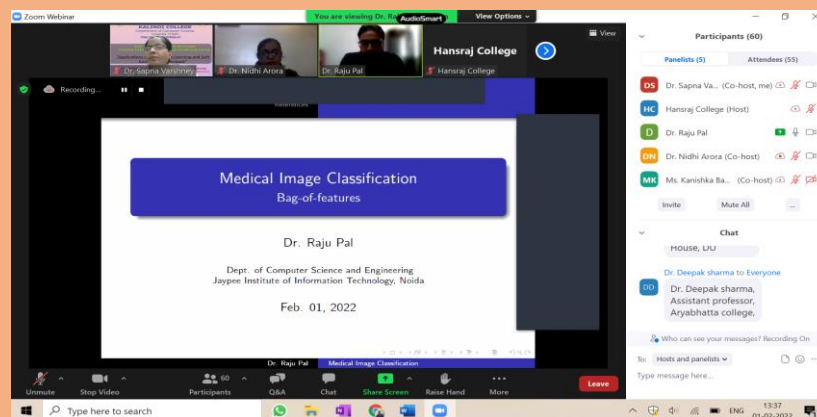 Zoom Webinar
You are viewing Dr. Ra
AudioSmart
View Options
KALINDI COLLEGE
Dr. Sapna Varshney
Dr. Nidhi Arora
Dr. Raju Pal
Hansraj College
Hansraj College
View
Recording...
References
Medical Image Classification
Bag-of-features
Dr. Raju Pal
Dept. of Computer Science and Engineering
Jaypee Institute of Information Technology, Noida
Feb. 01, 2022
Dr. Raju Pal
Medical Image Classification
Unmute
Stop Video
60
Participants
Q&A
Chat
Share Screen
Raise Hand
More
Leave
Participants (60)
Panelists (5)
Attendees (55)
DS
Dr. Sapna Va... (Co-host, me)
HC
Hansraj College (Host)
D
Dr. Raju Pal
DN
Dr. Nidhi Arora (Co-host)
MK
Ms. Kanishka Ba... (Co-host)
Invite
Mute All
...
Chat
House, DU
Dr. Deepak sharma to Everyone
DD
Dr. Deepak sharma,
Assistant professor,
Aryabhatta college,
Who can see your messages? Recording On
To:
Hosts and panelists
Type message here...
Type here to search
ENG
13:37
01-02-2022